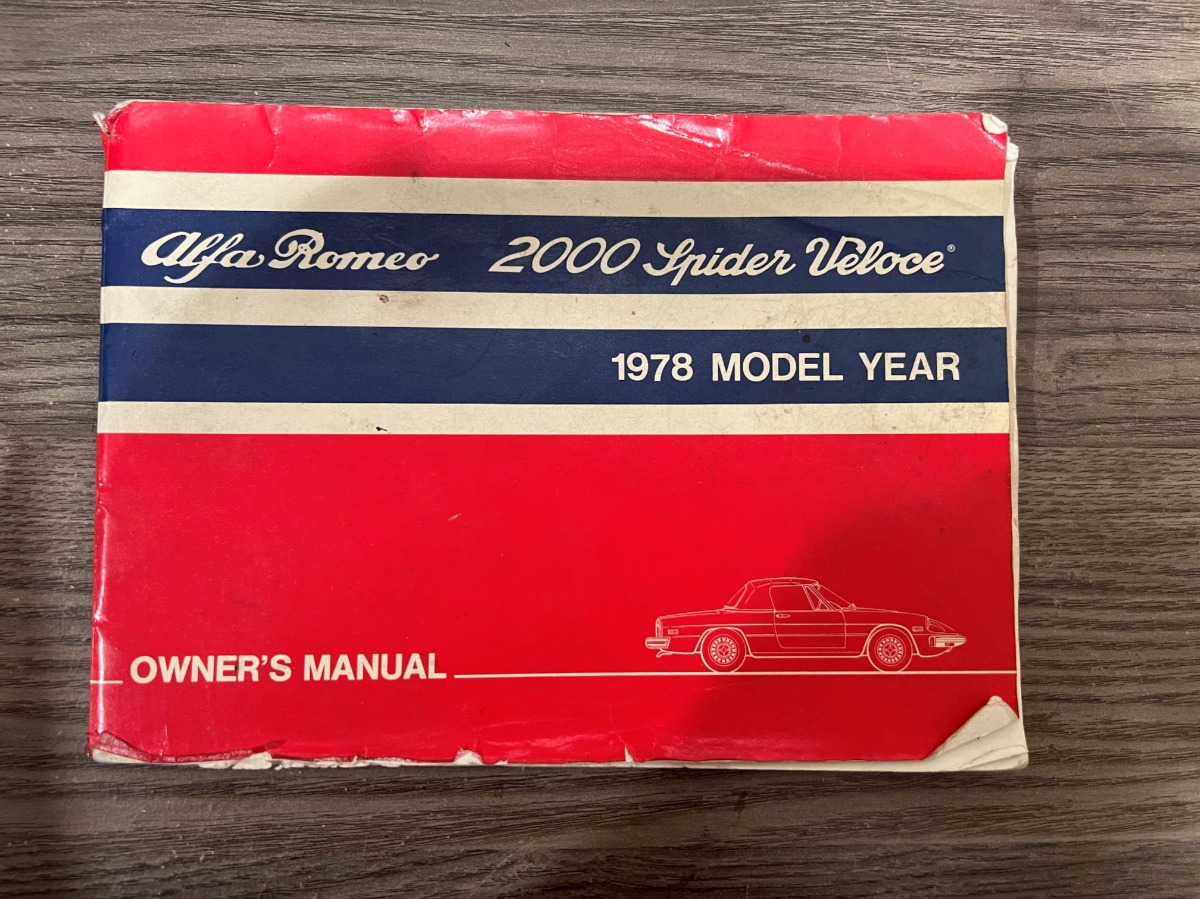 Alfa Romeo 2000 Spider Veloce®
1978 MODEL YEAR
OWNER'S MANUAL